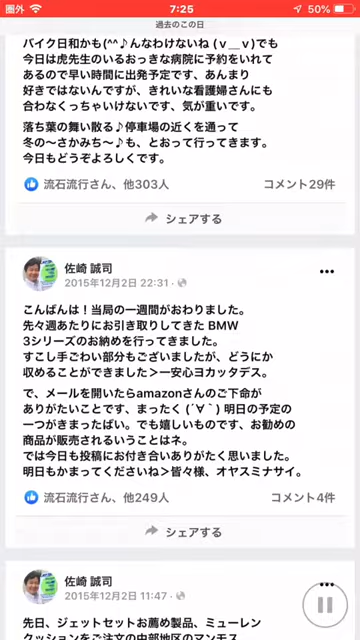 圏外 7:25 50%
過去のこの日
バイク日和かも(^^♪んなわけないね (ｖ＿ｖ)でも
今日は虎先生のいるおっきな病院に予約をいれて
あるので早い時間に出発予定です、あんまり
好きではないんですが、きれいな看護婦さんにも
合わなくっちゃいけないです、気が重いです。
落ち葉の舞い散る♪停車場の近くを通って
冬の〜さかみち〜♪も、とおって行ってきます。
今日もどうぞよろしくです。
流石流行さん、他303人 コメント29件
シェアする
佐崎 誠司
2015年12月2日 22:31
こんばんは！当局の一週間がおわりました。
先々週あたりにお引き取りしてきた BMW
3シリーズのお納めを行ってきました。
すこし手ごわい部分もございましたが、どうにか
収めることができました＞一安心ヨカッタデス。
で、メールを開いたらamazonさんのご下命が
ありがたいことです、まったく (´∀｀) 明日の予定の
一つがきまったばい。でも嬉しいものです、お勧めの
商品が販売されるいうことはネ。
では今日も投稿にお付き合いありがたく思いました。
明日もかまってくださいね＞皆々様、オヤスミナサイ。
流石流行さん、他249人 コメント4件
シェアする
佐崎 誠司
2015年12月2日 11:47
先日、ジェットセットお薦め製品、ミューレン
クッションをご注文の中部地区のマンモス